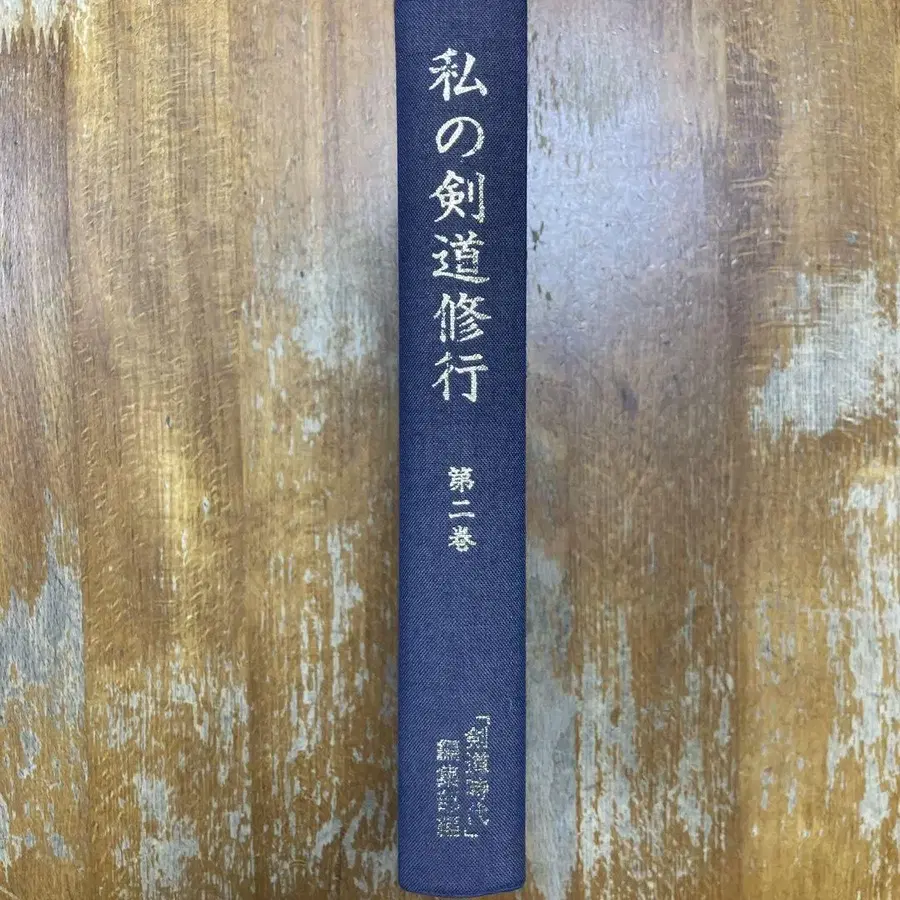 私の剣道修行
第二巻
「剣道時代」
編集部編